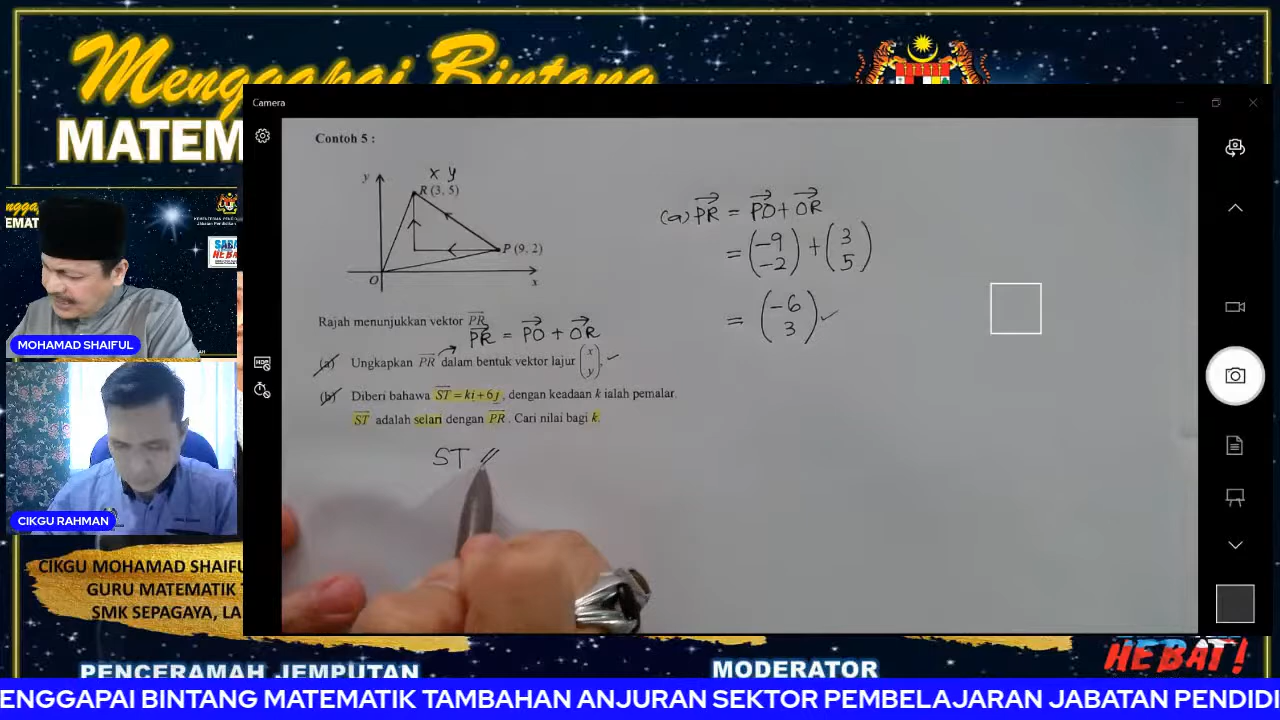 Menggapai Bintang
MATEM
Camera
Contoh 5 :
x y
y
R (3, 5)
P (9, 2)
O
x
Rajah menunjukkan vektor PR
PR = PO + OR
(a) Ungkapkan PR dalam bentuk vektor lajur (x y).
(b) Diberi bahawa ST = ki + 6j , dengan keadaan k ialah pemalar.
ST adalah selari dengan PR . Cari nilai bagi k.
ST //
(a) PR = PO + OR
= (-9 -2) + (3 5)
= (-6 3) ✓
MOHAMAD SHAIFUL
CIKGU RAHMAN
CIKGU MOHAMAD SHAIFU
GURU MATEMATIK T
SMK SEPAGAYA, LA
PENCERAMAH JEMPUTAN
MODERATOR
HEBAT!
ENGGAPAI BINTANG MATEMATIK TAMBAHAN ANJURAN SEKTOR PEMBELAJARAN JABATAN PENDIDI